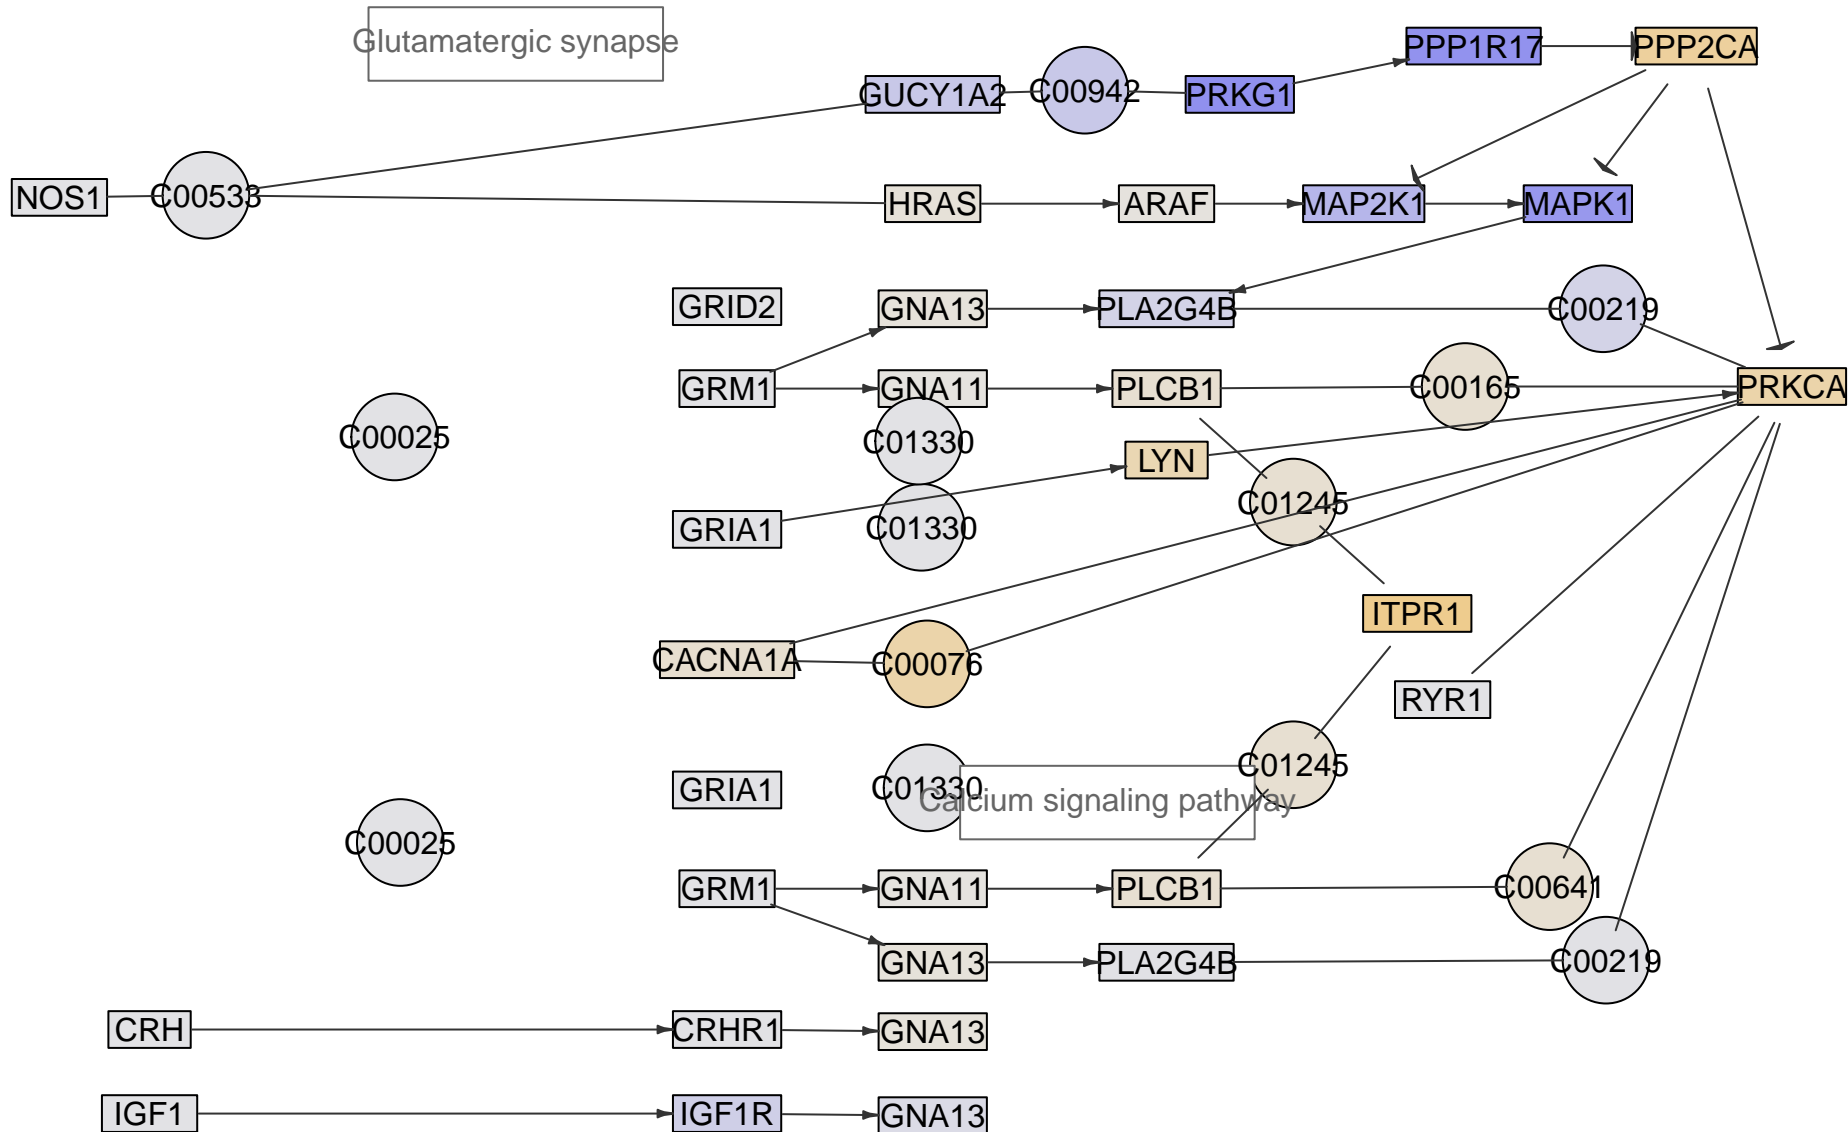 Glutamatergic synapse
PPP1R17
PPP2CA
GUCY1A2
C00942
PRKG1
NOS1
C00533
HRAS
ARAF
MAP2K1
MAPK1
GRID2
GNA13
PLA2G4B
C00219
GRM1
GNA11
PLCB1
C00165
PRKCA
C00025
C01330
LYN
C01245
GRIA1
C01330
ITPR1
CACNA1A
C00076
RYR1
C01245
GRIA1
C01330
Calcium signaling pathway
C00025
GRM1
GNA11
PLCB1
C00641
GNA13
PLA2G4B
C00219
CRH
CRHR1
GNA13
IGF1
IGF1R
GNA13